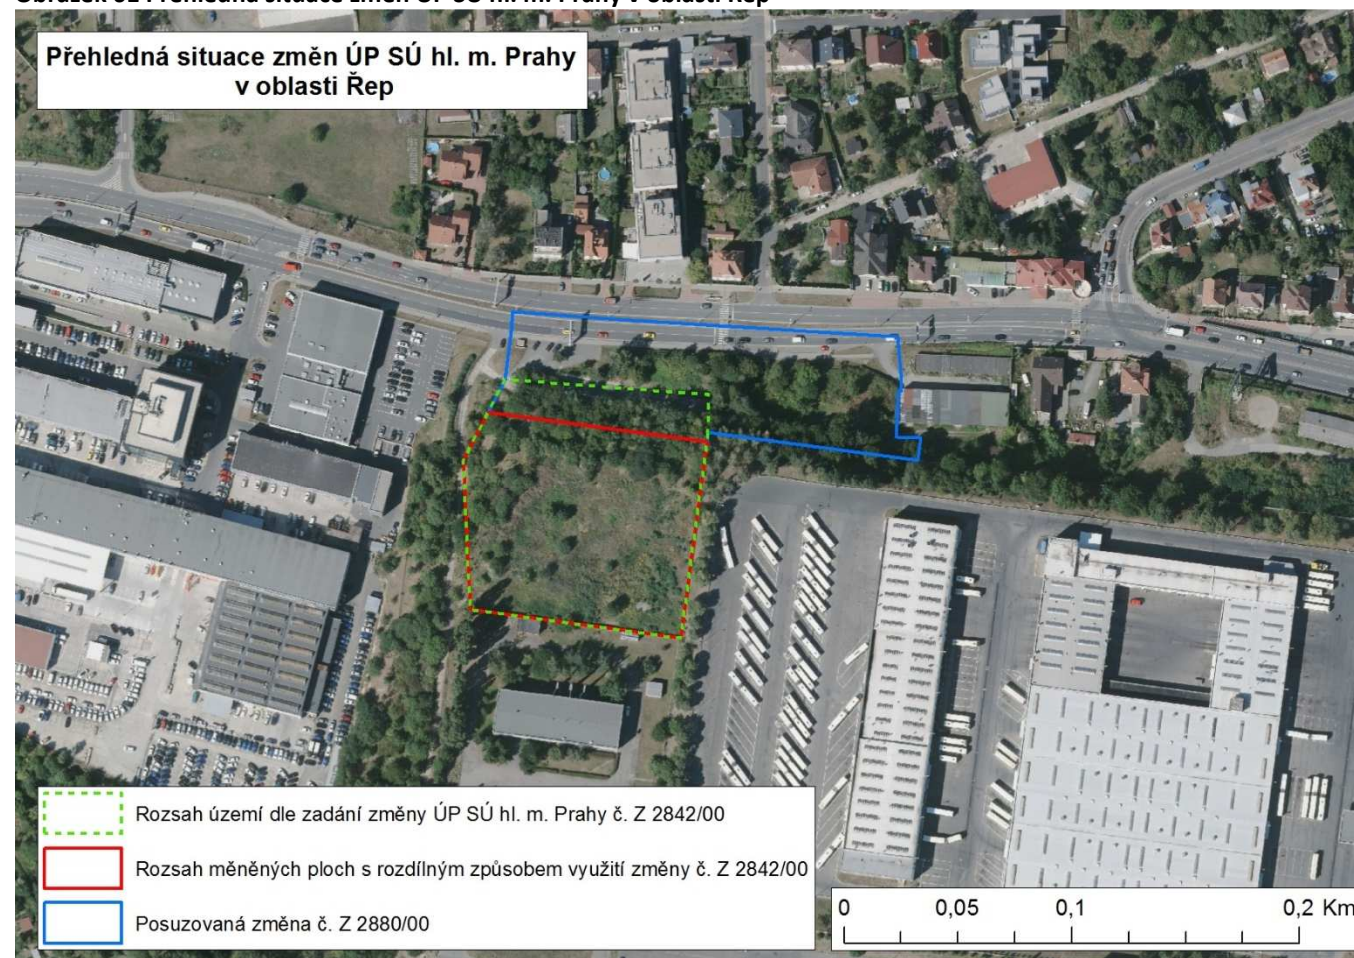 Přehledná situace změn ÚP SÚ hl. m. Prahy
v oblasti Řep
Rozsah území dle zadání změny ÚP SÚ hl. m. Prahy č. Z 2842/00
Rozsah měněných ploch s rozdílným způsobem využití změny č. Z 2842/00
Posuzovaná změna č. Z 2880/00
0 0,05 0,1 0,2 Km